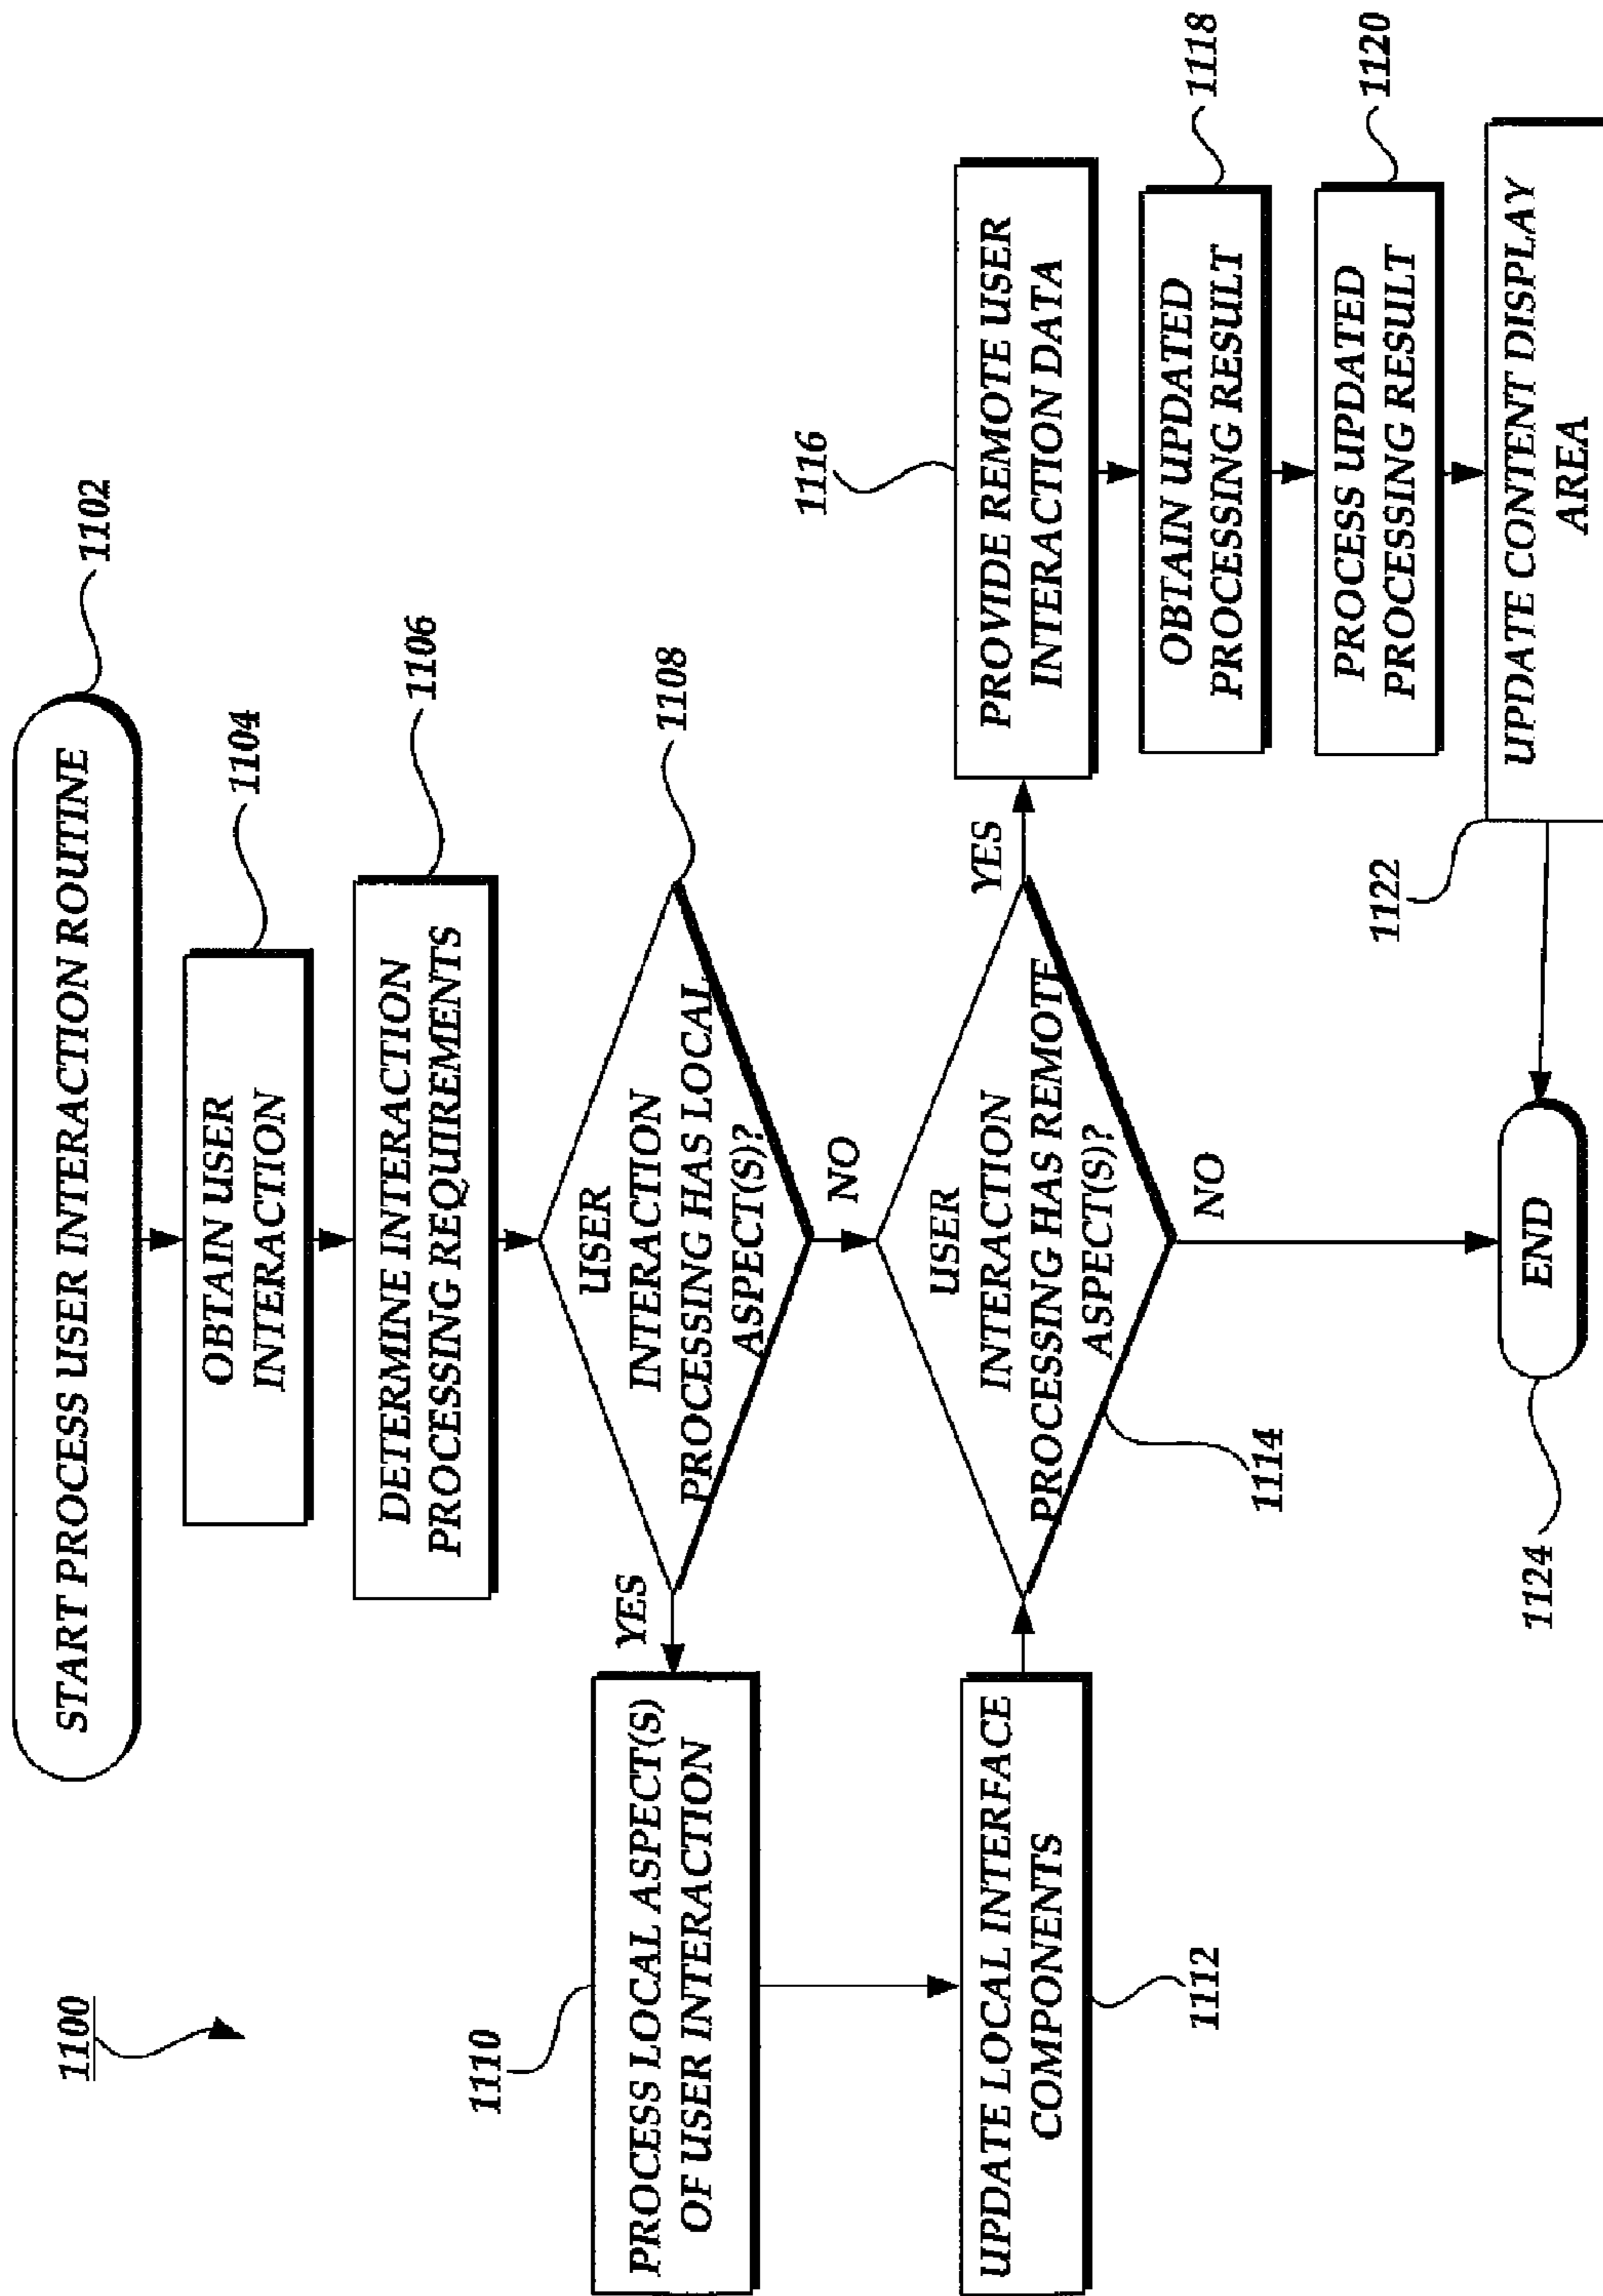 1100
START PROCESS USER INTERACTION ROUTINE
1102
OBTAIN USER
INTERACTION
1104
DETERMINE INTERACTION
PROCESSING REQUIREMENTS
1106
USER
INTERACTION
PROCESSING HAS LOCAL
ASPECT(S)?
1108
YES
NO
1110
PROCESS LOCAL ASPECT(S)
OF USER INTERACTION
UPDATE LOCAL INTERFACE
COMPONENTS
1112
USER
INTERACTION
PROCESSING HAS REMOTE
ASPECT(S)?
1114
YES
NO
1116
PROVIDE REMOTE USER
INTERACTION DATA
OBTAIN UPDATED
PROCESSING RESULT
1118
PROCESS UPDATED
PROCESSING RESULT
1120
1122
UPDATE CONTENT DISPLAY
AREA
END
1124